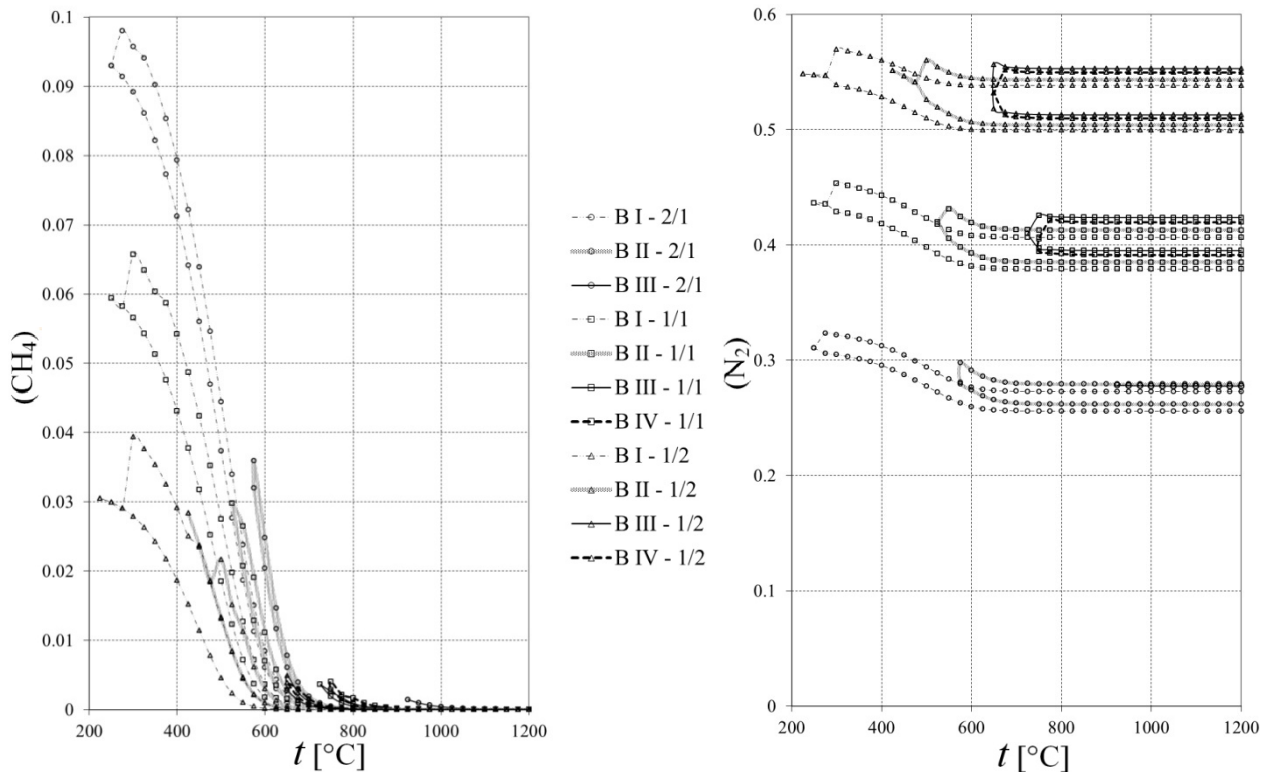 0.1
0.09
0.08
0.07
0.06
0.05
0.04
0.03
0.02
0.01
0
(CH4)
200 400 600 800 1000 1200
t [°C]
B I - 2/1
B II - 2/1
B III - 2/1
B I - 1/1
B II - 1/1
B III - 1/1
B IV - 1/1
B I - 1/2
B II - 1/2
B III - 1/2
B IV - 1/2
0.6
0.5
0.4
0.3
0.2
0.1
0
(N2)
200 400 600 800 1000 1200
t [°C]